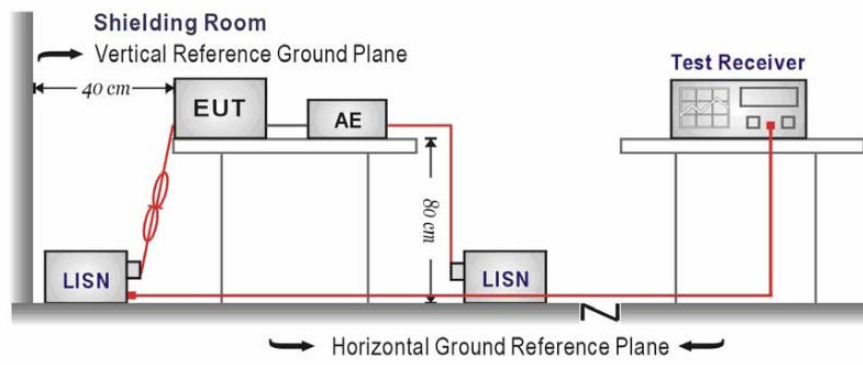 Shielding Room
Vertical Reference Ground Plane
Test Receiver
40 cm
EUT
AE
80 cm
LISN
LISN
Horizontal Ground Reference Plane